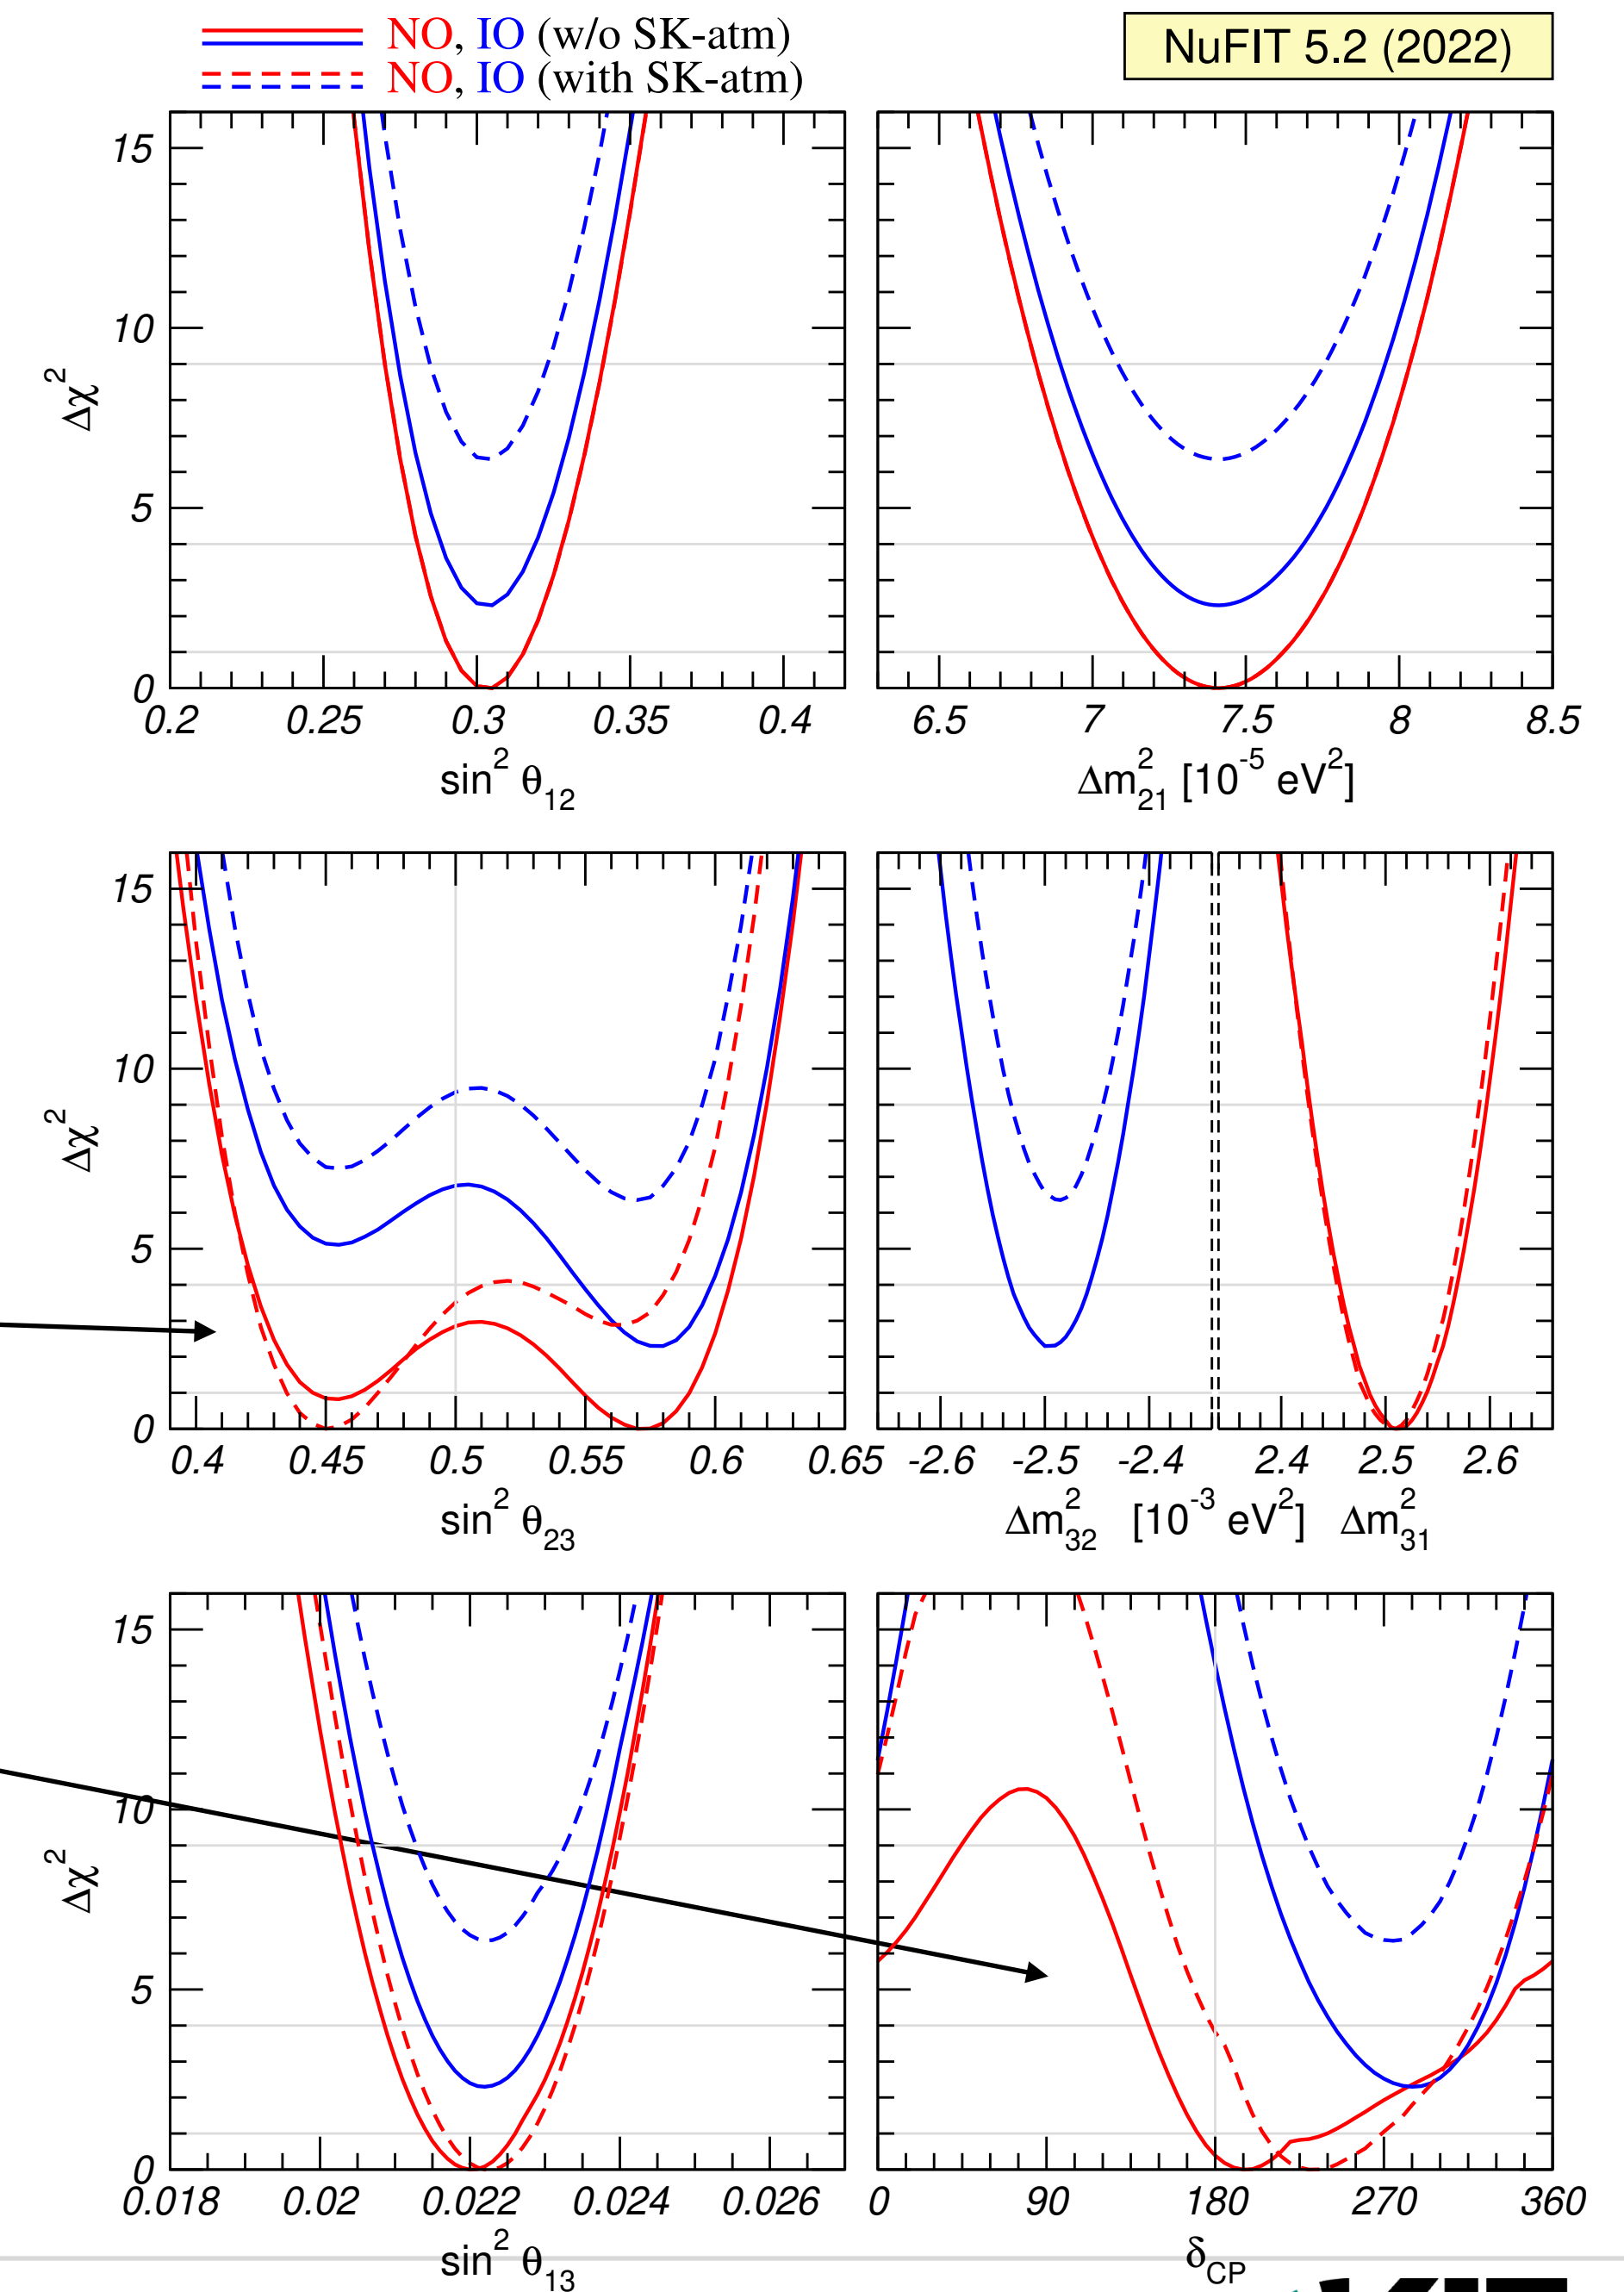 NO, IO (w/o SK-atm)
NO, IO (with SK-atm)
NuFIT 5.2 (2022)
15
10
5
0
Δχ²
0.2 0.25 0.3 0.35 0.4
sin² θ₁₂
6.5 7 7.5 8 8.5
Δm²₂₁ [10⁻⁵ eV²]
15
10
5
0
Δχ²
0.4 0.45 0.5 0.55 0.6 0.65
sin² θ₂₃
-2.6 -2.5 -2.4 2.4 2.5 2.6
Δm²₃₂ [10⁻³ eV²] Δm²₃₁
15
10
5
0
Δχ²
0.018 0.02 0.022 0.024 0.026
sin² θ₁₃
0 90 180 270 360
δCP